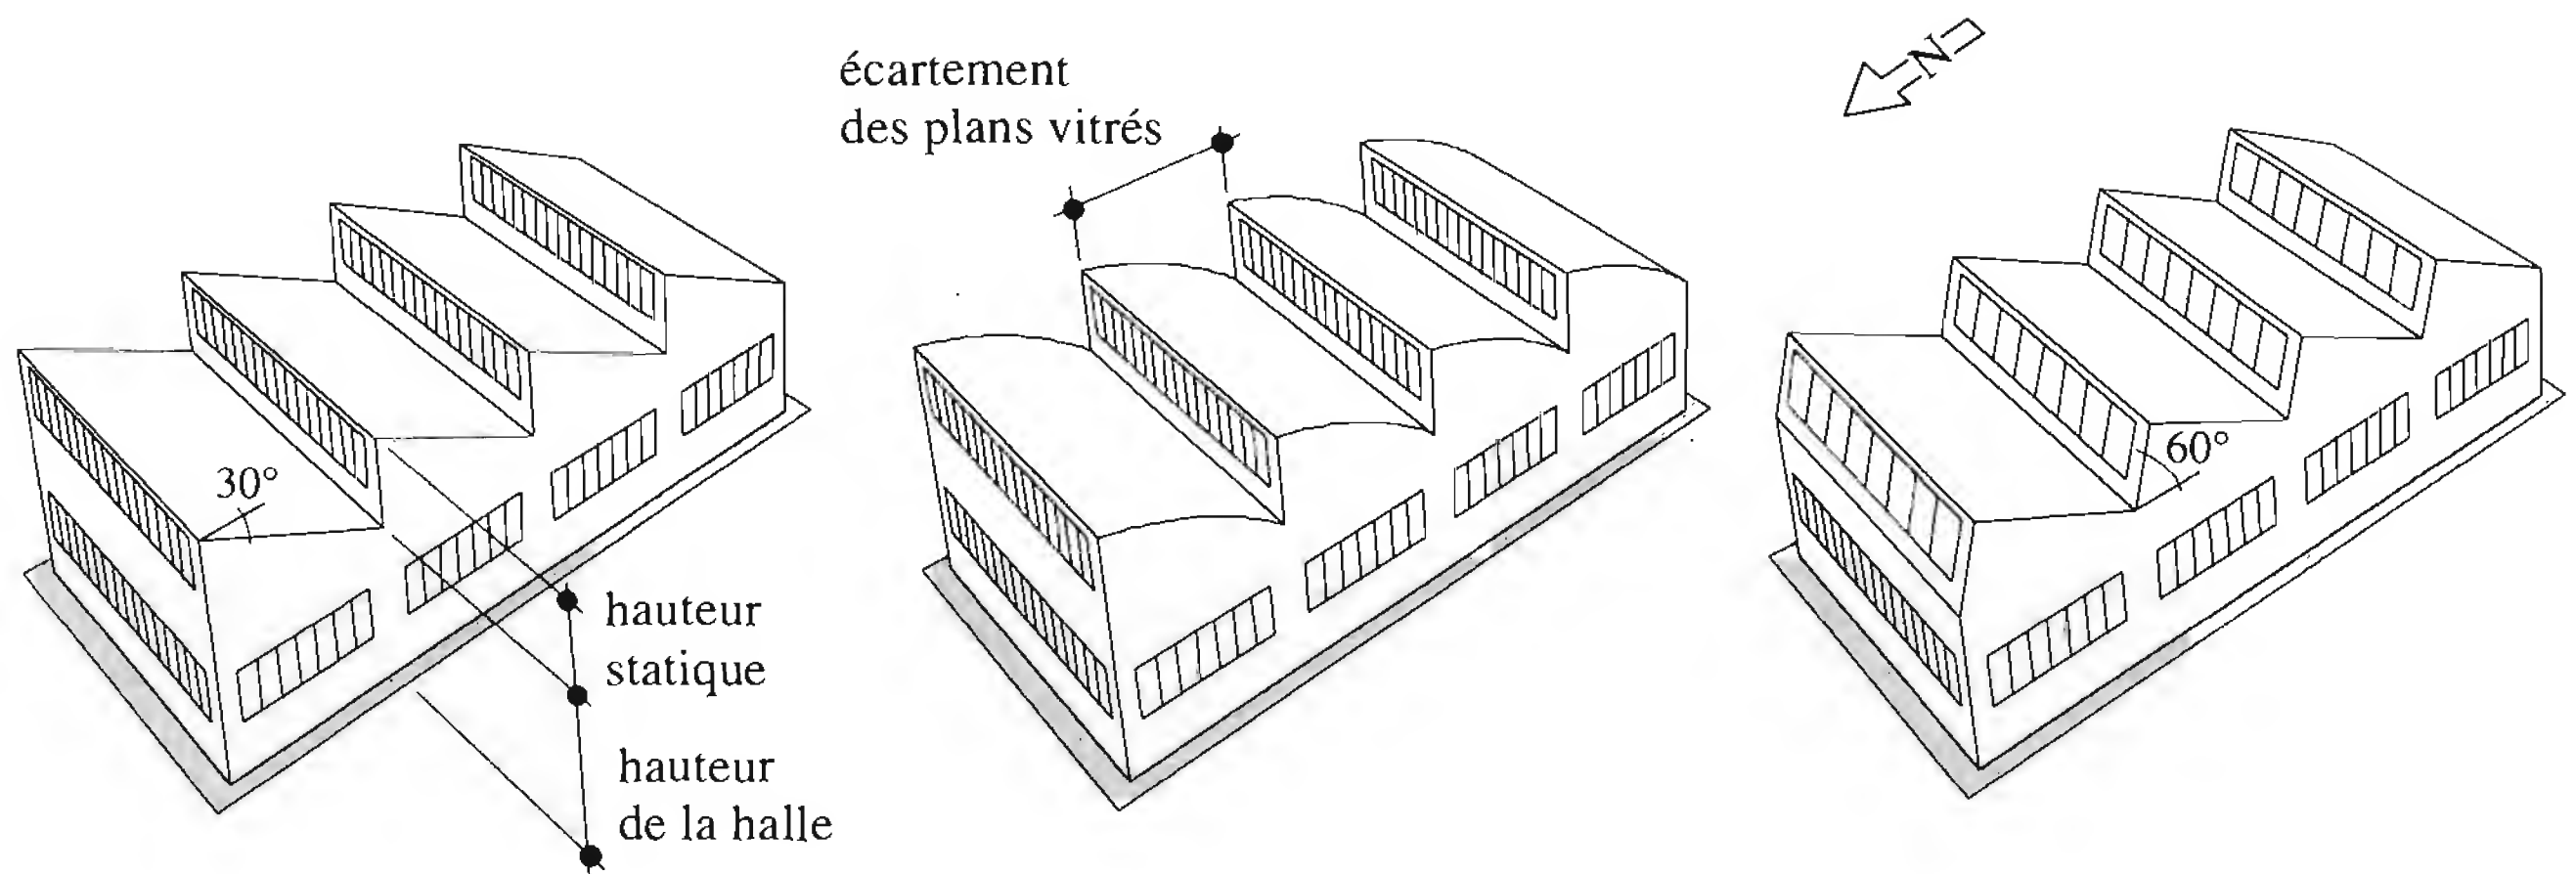 écartement
des plans vitrés
N
30°
60°
hauteur
statique
hauteur
de la halle